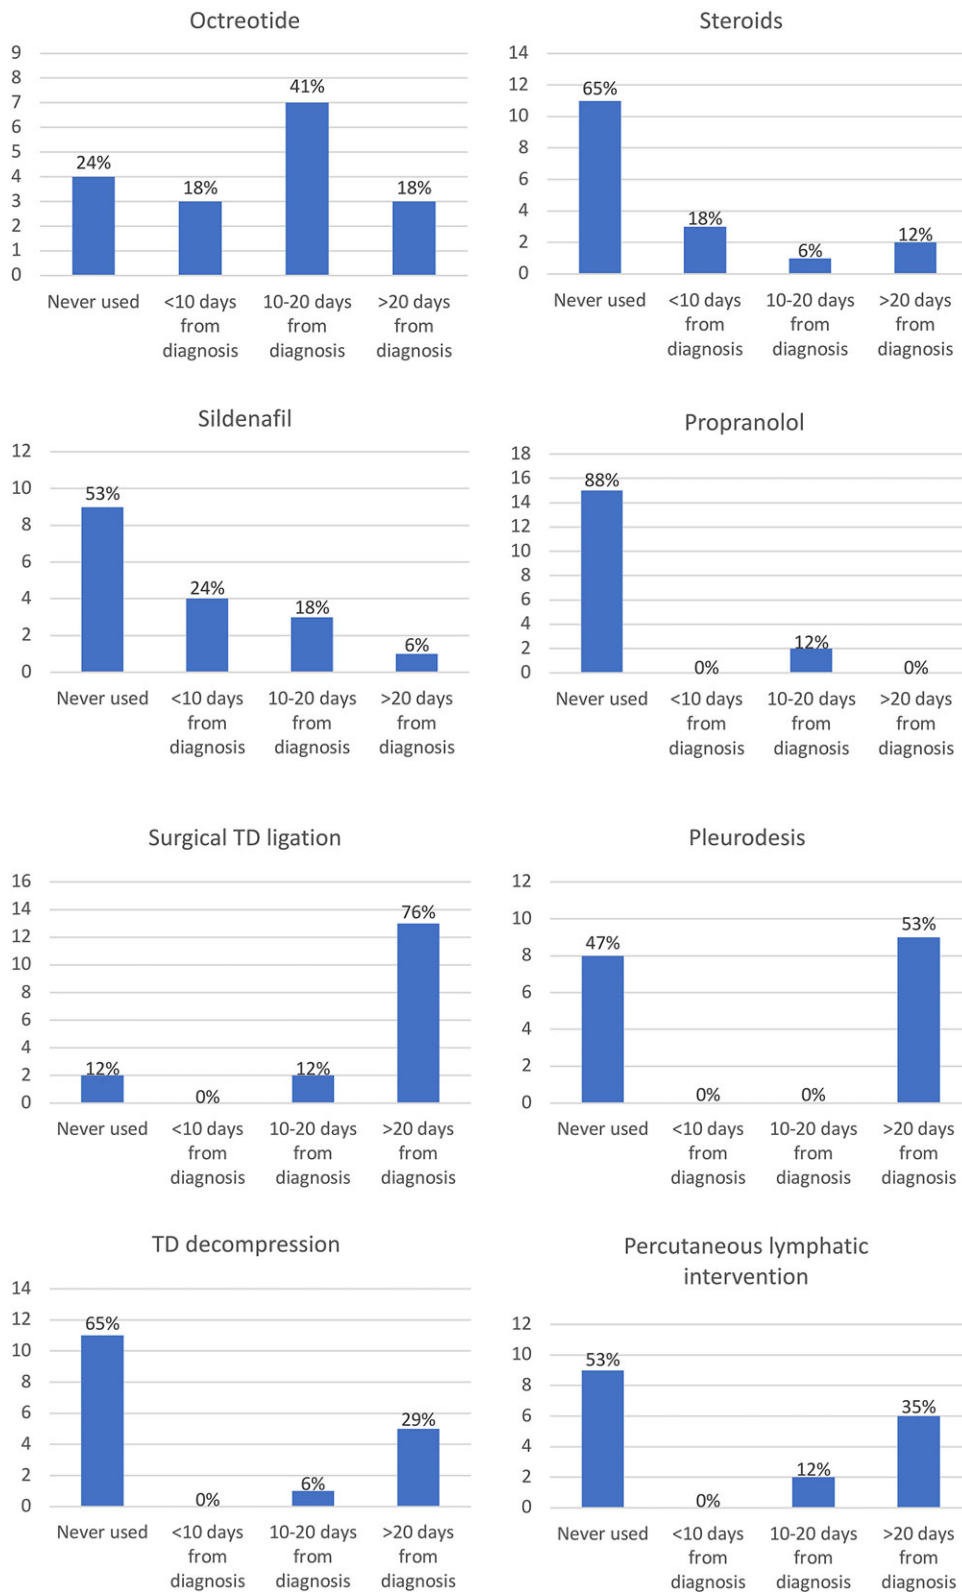 Octreotide
9
8
7
6
5
4
3
2
1
0
24%
18%
41%
18%
Never used <10 days 10-20 days >20 days
from from from
diagnosis diagnosis diagnosis
Steroids
14
12
10
8
6
4
2
0
65%
18%
6%
12%
Never used <10 days 10-20 days >20 days
from from from
diagnosis diagnosis diagnosis
Sildenafil
12
10
8
6
4
2
0
53%
24%
18%
6%
Never used <10 days 10-20 days >20 days
from from from
diagnosis diagnosis diagnosis
Propranolol
18
16
14
12
10
8
6
4
2
0
88%
0%
12%
0%
Never used <10 days 10-20 days >20 days
from from from
diagnosis diagnosis diagnosis
Surgical TD ligation
16
14
12
10
8
6
4
2
0
12%
0%
12%
76%
Never used <10 days 10-20 days >20 days
from from from
diagnosis diagnosis diagnosis
Pleurodesis
12
10
8
6
4
2
0
47%
0%
0%
53%
Never used <10 days 10-20 days >20 days
from from from
diagnosis diagnosis diagnosis
TD decompression
14
12
10
8
6
4
2
0
65%
0%
6%
29%
Never used <10 days 10-20 days >20 days
from from from
diagnosis diagnosis diagnosis
Percutaneous lymphatic
intervention
12
10
8
6
4
2
0
53%
0%
12%
35%
Never used <10 days 10-20 days >20 days
from from from
diagnosis diagnosis diagnosis